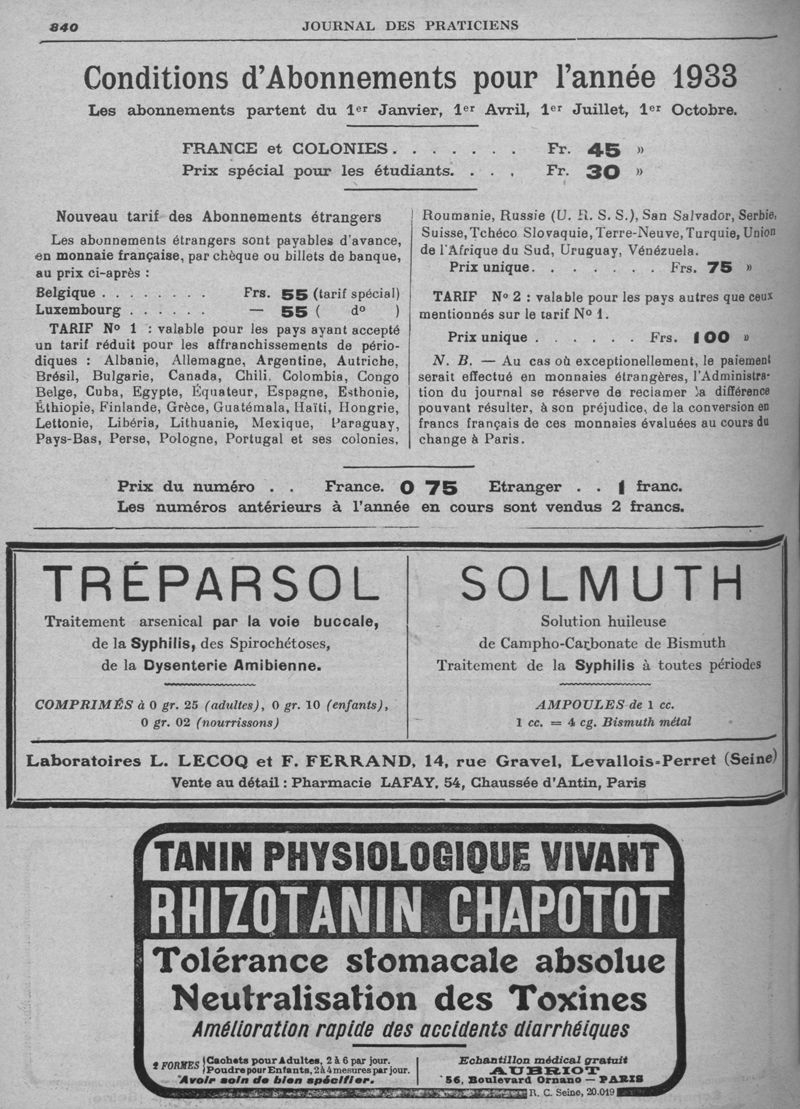 840
JOURNAL DES PRATICIENS
Conditions d'Abonnements pour l'année 1933
Les abonnements partent du 1er Janvier, 1er Avril, 1er Juillet, 1er Octobre.
FRANCE et COLONIES. . . . . . . Fr. 45 »
Prix spécial pour les étudiants. . . . Fr. 30 »
Nouveau tarif des Abonnements étrangers
Les abonnements étrangers sont payables d'avance,
en monnaie française, par chèque ou billets de banque,
au prix ci-après :
Belgique . . . . . . . . Frs. 55 (tarif spécial)
Luxembourg . . . . . . — 55 ( do )
TARIF No 1 : valable pour les pays ayant accepté
un tarif réduit pour les affranchissements de pério-
diques : Albanie, Allemagne, Argentine, Autriche,
Brésil, Bulgarie, Canada, Chili, Colombia, Congo
Belge, Cuba, Egypte, Équateur, Espagne, Esthonie,
Éthiopie, Finlande, Grèce, Guatémala, Haïti, Hongrie,
Lettonie, Libéria, Lithuanie, Mexique, Paraguay,
Pays-Bas, Perse, Pologne, Portugal et ses colonies,
Roumanie, Russie (U. R. S. S.), San Salvador, Serbie,
Suisse, Tchéco Slovaquie, Terre-Neuve, Turquie, Union
de l'Afrique du Sud, Uruguay, Vénézuela.
Prix unique. . . . . . . Frs. 75 »
TARIF No 2 : valable pour les pays autres que ceux
mentionnés sur le tarif No 1.
Prix unique . . . . . . Frs. 100 »
N. B. — Au cas où exceptionellement, le paiement
serait effectué en monnaies étrangères, l'Administra-
tion du journal se réserve de reclamer la différence
pouvant résulter, à son préjudice, de la conversion en
francs français de ces monnaies évaluées au cours du
change à Paris.
Prix du numéro . . France. 0 75 Etranger . . 1 franc.
Les numéros antérieurs à l'année en cours sont vendus 2 francs.
TRÉPARSOL
Traitement arsenical par la voie buccale,
de la Syphilis, des Spirochétoses,
de la Dysenterie Amibienne.
COMPRIMÉS à 0 gr. 25 (adultes), 0 gr. 10 (enfants),
0 gr. 02 (nourrissons)
SOLMUTH
Solution huileuse
de Campho-Carbonate de Bismuth
Traitement de la Syphilis à toutes périodes
AMPOULES de 1 cc.
1 cc. = 4 cg. Bismuth métal
Laboratoires L. LECOQ et F. FERRAND, 14, rue Gravel, Levallois-Perret (Seine)
Vente au détail : Pharmacie LAFAY, 54, Chaussée d'Antin, Paris
TANIN PHYSIOLOGIQUE VIVANT
RHIZOTANIN CHAPOTOT
Tolérance stomacale absolue
Neutralisation des Toxines
Amélioration rapide des accidents diarrhéiques
2 FORMES
Cachets pour Adultes, 2 à 6 par jour.
Poudre pour Enfants, 2 à 4 mesures par jour.
Avoir soin de bien spécifier.
Echantillon médical gratuit
AUBRIOT
56, Boulevard Ornano — PARIS
R. C. Seine, 20.019